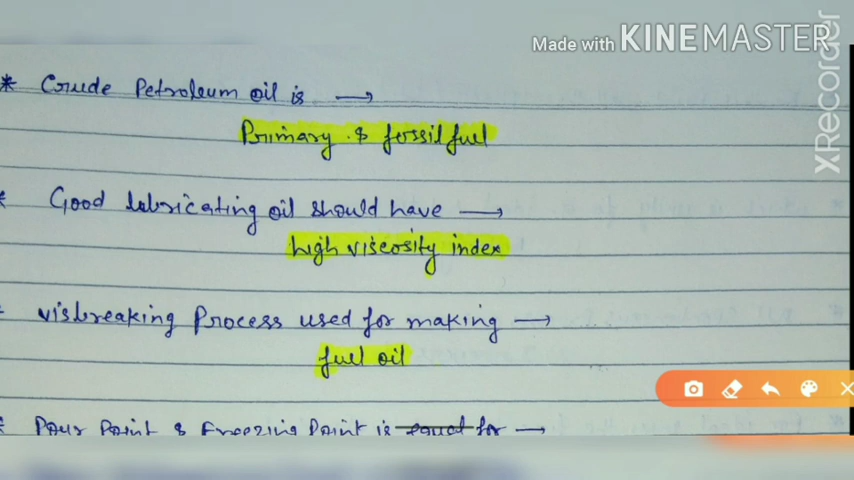 Made with KINEMASTER
XRecorder
* Crude Petroleum oil is →
Primary & fossil fuel
* Good lubricating oil should have →
high viscosity index
* visbreaking Process used for making →
fuel oil
* Pour Point & Freezing Point is equal for →